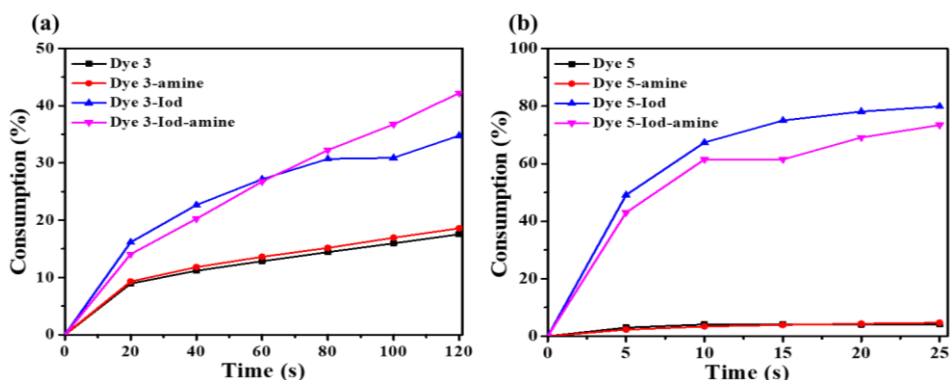 (a)
50
40
30
20
10
0
Consumption (%)
Dye 3
Dye 3-amine
Dye 3-Iod
Dye 3-Iod-amine
0 20 40 60 80 100 120
Time (s)
(b)
100
80
60
40
20
0
Consumption (%)
Dye 5
Dye 5-amine
Dye 5-Iod
Dye 5-Iod-amine
0 5 10 15 20 25
Time (s)